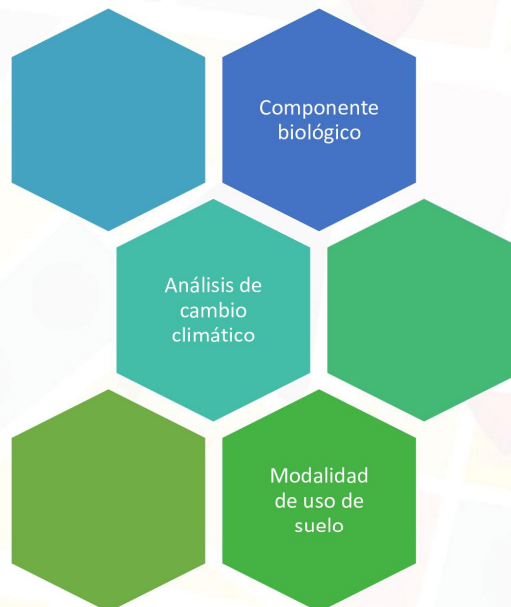 Componente
biológico
Análisis de
cambio
climático
Modalidad
de uso de
suelo